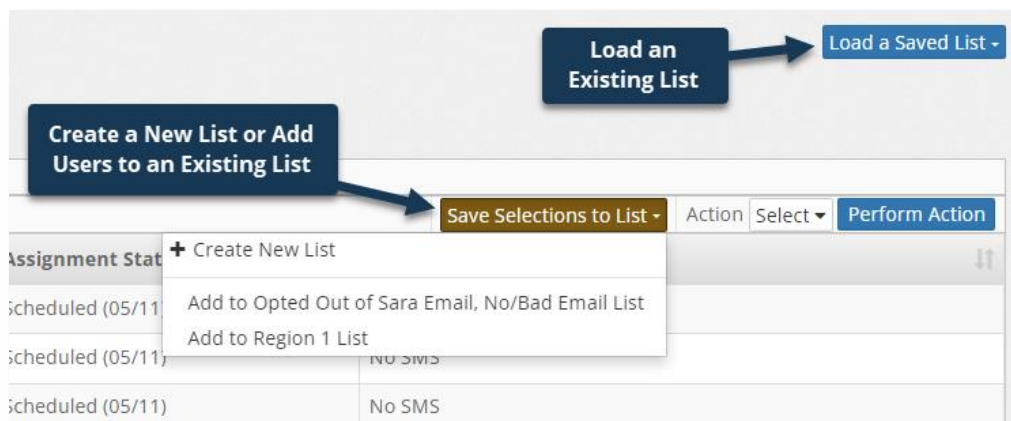 Load an
Existing List
Load a Saved List
Create a New List or Add
Users to an Existing List
Save Selections to List
Action Select Perform Action
Assignment Stat
+ Create New List
Scheduled (05/11
Add to Opted Out of Sara Email, No/Bad Email List
Add to Region 1 List
Scheduled (05/11) No SMS
Scheduled (05/11) No SMS